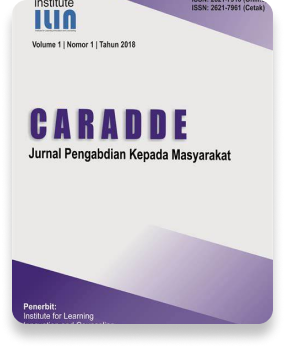 institute
ILIN
ISSN: 2621-7961 (Cetak)
Volume 1 | Nomor 1 | Tahun 2018
CARADDE
Jurnal Pengabdian Kepada Masyarakat
Penerbit:
Institute for Learning